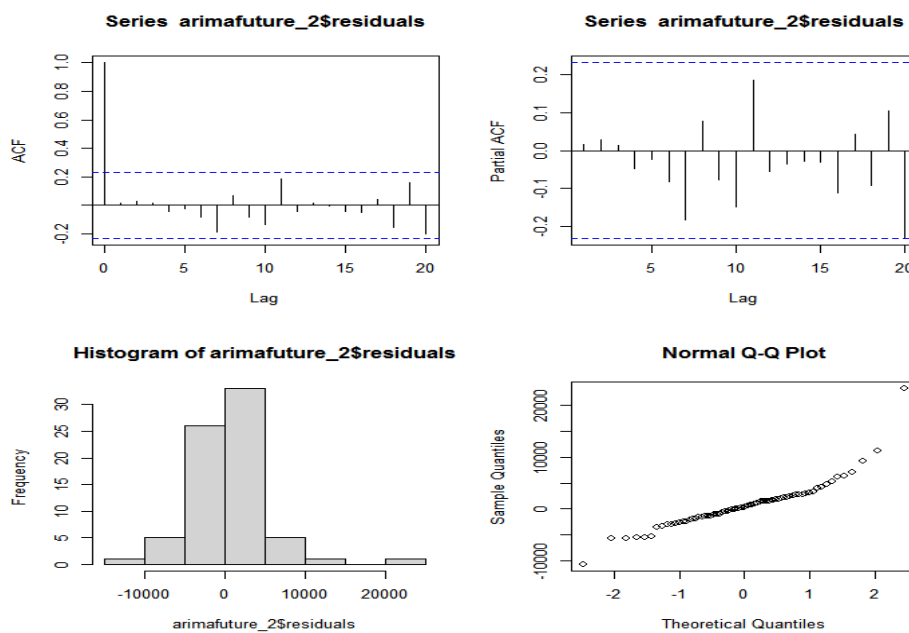 Series arimafuture_2$residuals
ACF
-0.2 0.2 0.4 0.6 0.8 1.0
0 5 10 15 20
Lag
Series arimafuture_2$residuals
Partial ACF
-0.2 -0.1 0.0 0.1 0.2
5 10 15 20
Lag
Histogram of arimafuture_2$residuals
Frequency
0 5 10 15 20 25 30
-10000 0 10000 20000
arimafuture_2$residuals
Normal Q-Q Plot
Sample Quantiles
-10000 0 10000 20000
-2 -1 0 1 2
Theoretical Quantiles